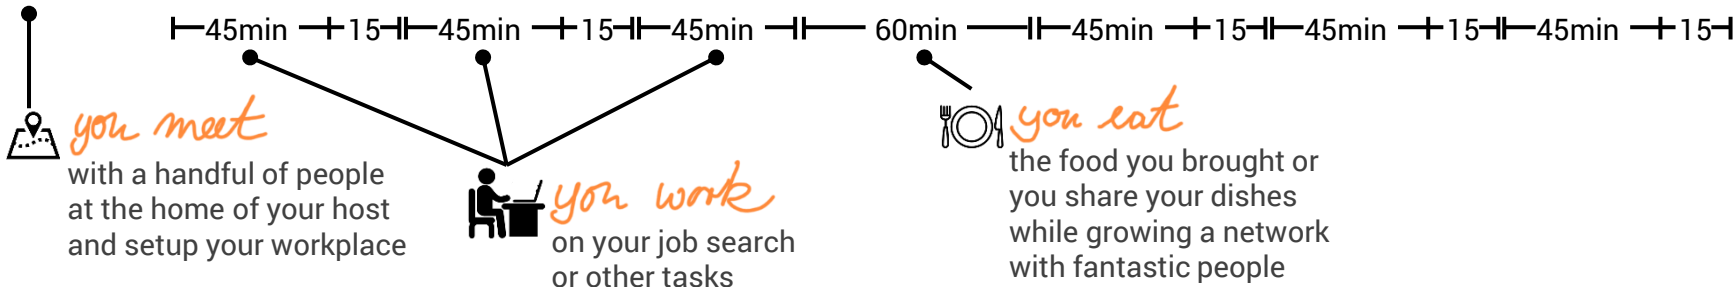 45min 15 45min 15 45min 60min 45min 15 45min 15 45min 15
you meet
with a handful of people
at the home of your host
and setup your workplace
you work
on your job search
or other tasks
you eat
the food you brought or
you share your dishes
while growing a network
with fantastic people